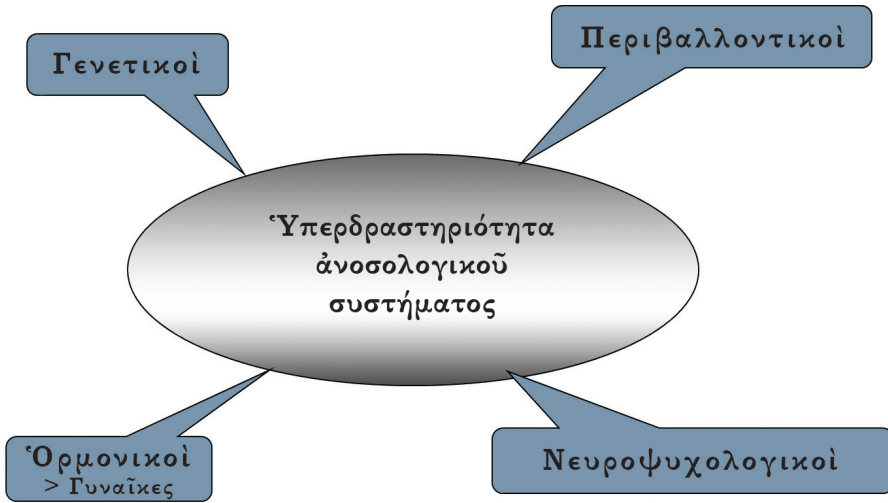 Γενετικοὶ
Περιβαλλοντικοὶ
Ὑπερδραστηριότητα
ἀνοσολογικοῦ
συστήματος
Ὁρμονικοὶ
> Γυναῖκες
Νευροψυχολογικοὶ